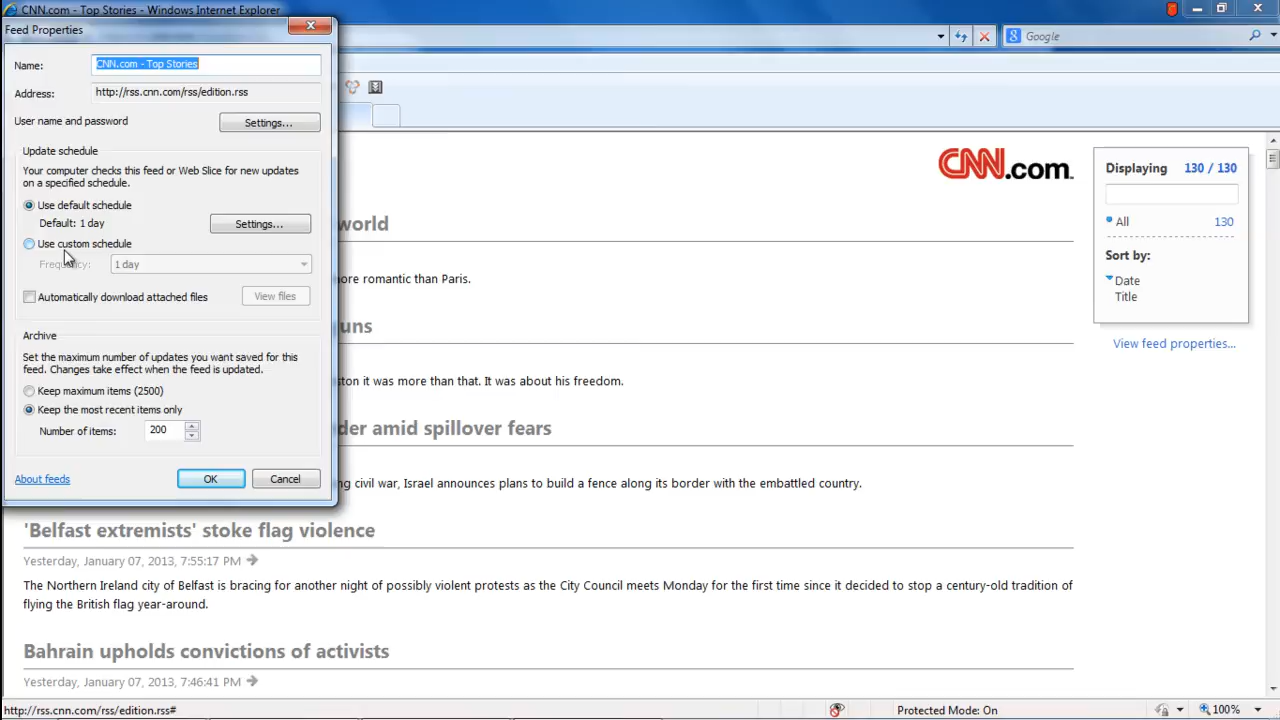 CNN.com - Top Stories - Windows Internet Explorer
Feed Properties
Google
Name:
CNN.com - Top Stories
Address:
http://rss.cnn.com/rss/edition.rss
User name and password
Settings...
Update schedule
Your computer checks this feed or Web Slice for new updates
on a specified schedule.
Use default schedule
Default: 1 day
Settings...
Use custom schedule
Frequency:
1 day
Automatically download attached files
View files
Archive
Set the maximum number of updates you want saved for this
feed. Changes take effect when the feed is updated.
Keep maximum items (2500)
Keep the most recent items only
Number of items:
200
About feeds
OK
Cancel
CNN.com
world
more romantic than Paris.
uns
ston it was more than that. It was about his freedom.
der amid spillover fears
ng civil war, Israel announces plans to build a fence along its border with the embattled country.
'Belfast extremists' stoke flag violence
Yesterday, January 07, 2013, 7:55:17 PM
The Northern Ireland city of Belfast is bracing for another night of possibly violent protests as the City Council meets Monday for the first time since it decided to stop a century-old tradition of
flying the British flag year-around.
Bahrain upholds convictions of activists
Yesterday, January 07, 2013, 7:46:41 PM
Displaying 130 / 130
All 130
Sort by:
Date
Title
View feed properties...
http://rss.cnn.com/rss/edition.rss#
Protected Mode: On
100%